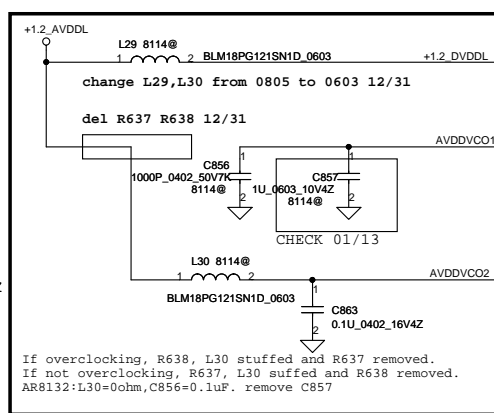 +1.2_AVDDL
L29 8114@
1 2 BLM18PG121SN1D_0603 +1.2_DVDDL
change L29,L30 from 0805 to 0603 12/31
del R637 R638 12/31
AVDDVCO1
1 1
C856 C857
1000P_0402_50V7K 1U_0603_10V4Z
8114@ 8114@
2 2
CHECK 01/13
L30 8114@
1 2 AVDDVCO2
BLM18PG121SN1D_0603
1
C863
0.1U_0402_16V4Z
2
If overclocking, R638, L30 stuffed and R637 removed.
If not overclocking, R637, L30 suffed and R638 removed.
AR8132:L30=0ohm,C856=0.1uF. remove C857